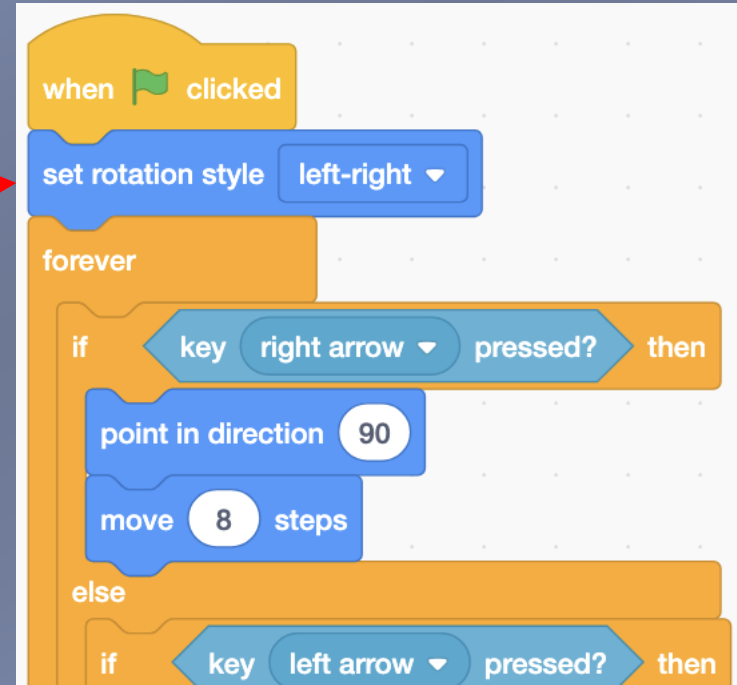 when clicked
set rotation style left-right
forever
if key right arrow pressed? then
point in direction 90
move 8 steps
else
if key left arrow pressed? then